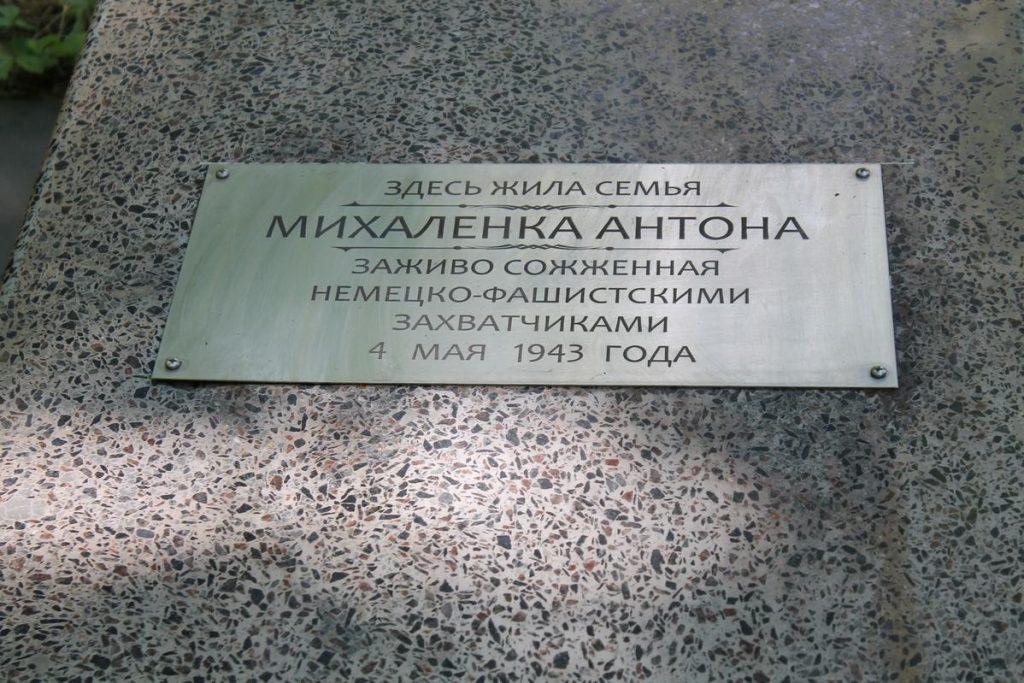 ЗДЕСЬ ЖИЛА СЕМЬЯ
МИХАЛЕНКА АНТОНА
ЗАЖИВО СОЖЖЕННАЯ
НЕМЕЦКО-ФАШИСТСКИМИ
ЗАХВАТЧИКАМИ
4 МАЯ 1943 ГОДА